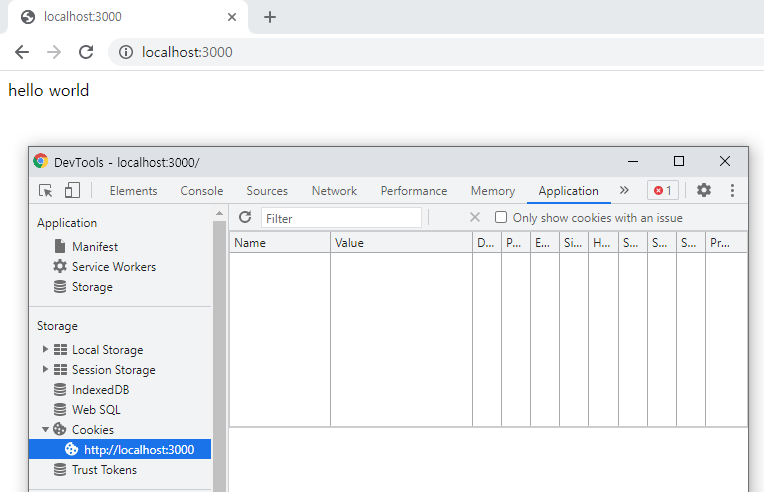 localhost:3000
localhost:3000
hello world
DevTools - localhost:3000/
Elements Console Sources Network Performance Memory Application » 1
Application
Manifest
Service Workers
Storage
Filter Only show cookies with an issue
Name Value D... P... E... Si... H... S... S... S... Pr...
Storage
Local Storage
Session Storage
IndexedDB
Web SQL
Cookies
http://localhost:3000
Trust Tokens